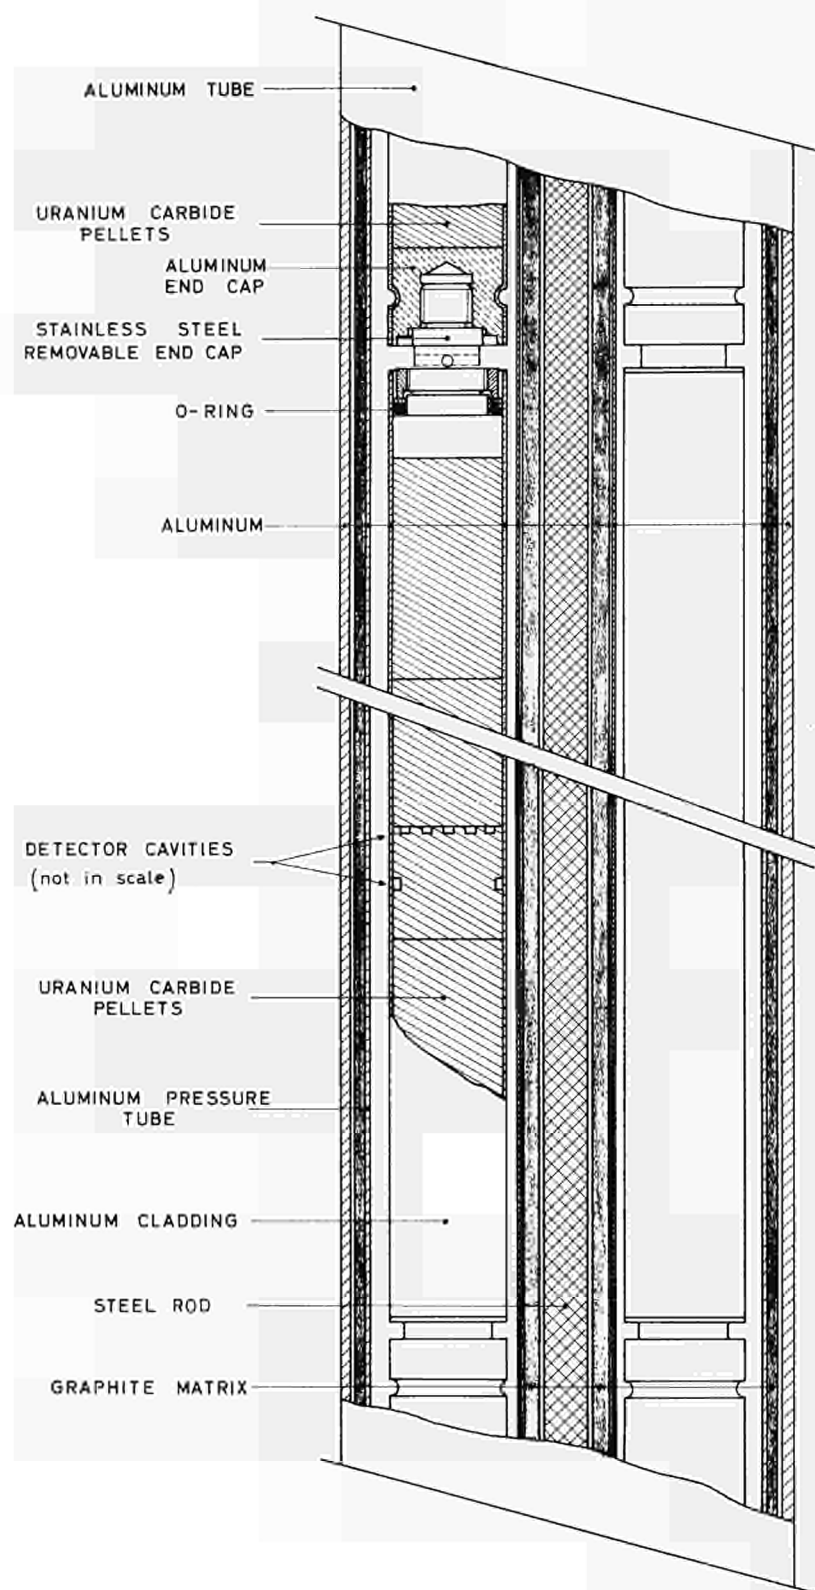 ALUMINUM TUBE
URANIUM CARBIDE
PELLETS
ALUMINUM
END CAP
STAINLESS STEEL
REMOVABLE END CAP
O-RING
ALUMINUM
DETECTOR CAVITIES
(not in scale)
URANIUM CARBIDE
PELLETS
ALUMINUM PRESSURE
TUBE
ALUMINUM CLADDING
STEEL ROD
GRAPHITE MATRIX